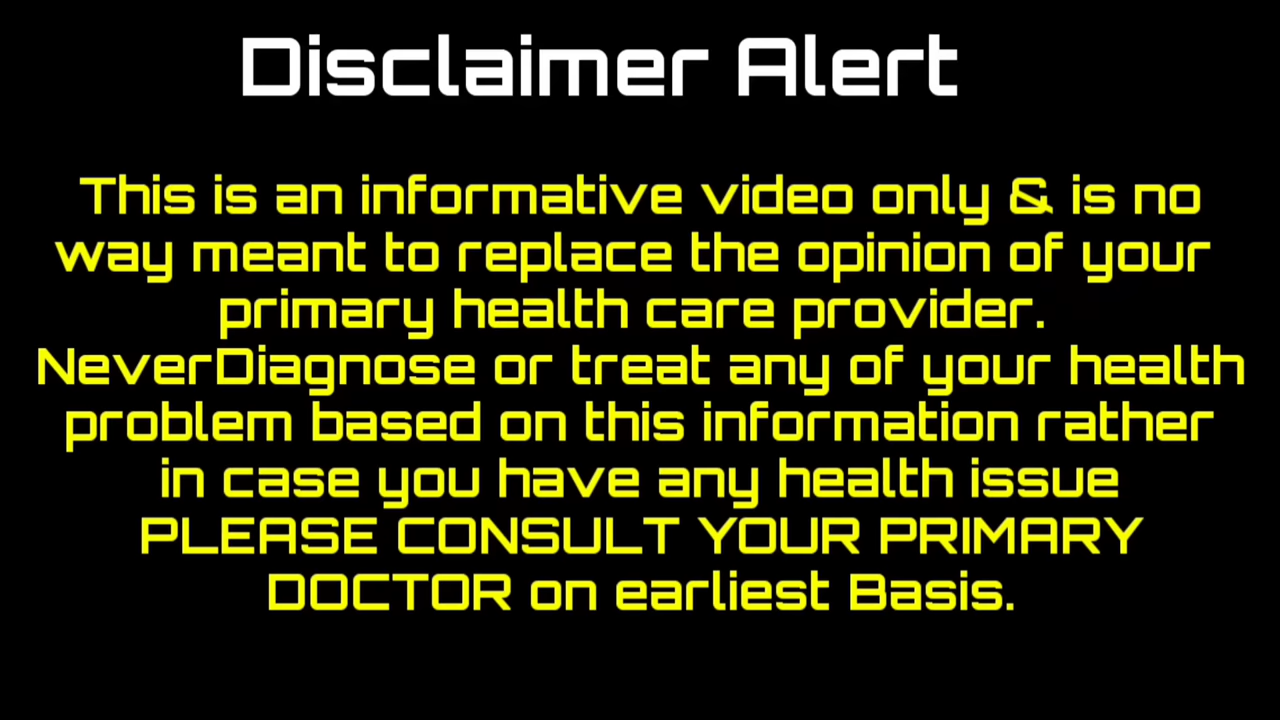 Disclaimer Alert
This is an informative video only & is no
way meant to replace the opinion of your
primary health care provider.
NeverDiagnose or treat any of your health
problem based on this information rather
in case you have any health issue
PLEASE CONSULT YOUR PRIMARY
DOCTOR on earliest Basis.